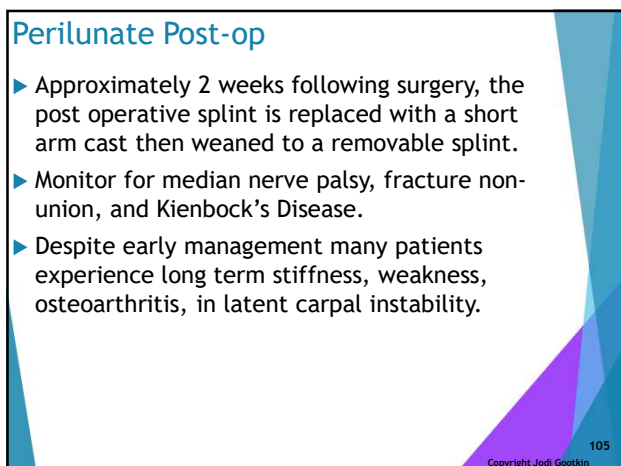 Perilunate Post-op
▶ Approximately 2 weeks following surgery, the
post operative splint is replaced with a short
arm cast then weaned to a removable splint.
▶ Monitor for median nerve palsy, fracture non-
union, and Kienbock's Disease.
▶ Despite early management many patients
experience long term stiffness, weakness,
osteoarthritis, in latent carpal instability.
105
Copyright Jodi Gootkin